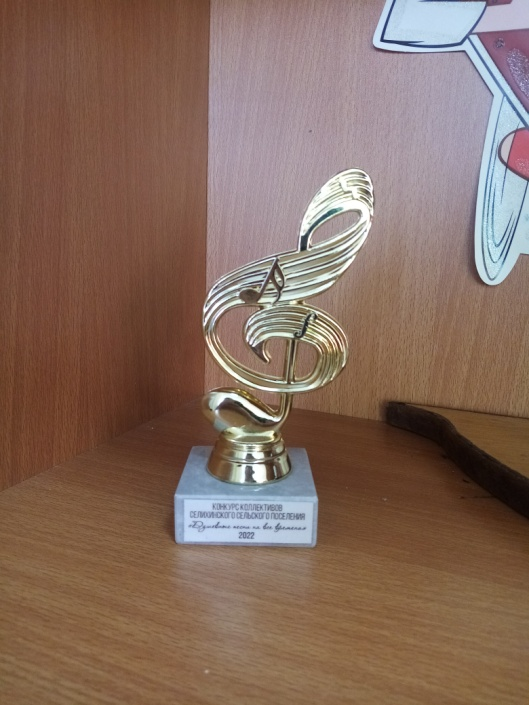 КОНКУРС КОЛЛЕКТИВОВ
СЕЛИХИНСКОГО СЕЛЬСКОГО ПОСЕЛЕНИЯ
«Душевные песни на все времена»
2022